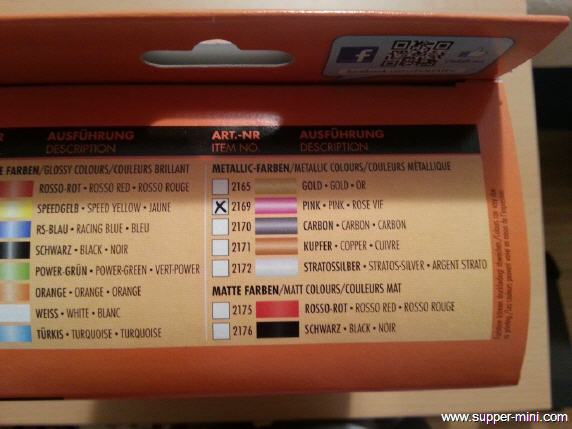 AUSFÜHRUNG
DESCRIPTION
FARBEN/GLOSSY COLOURS/COULEURS BRILLANT
ROSSO-ROT • ROSSO RED • ROSSO ROUGE
SPEEDGELB • SPEED YELLOW • JAUNE
RS-BLAU • RACING BLUE • BLEU
SCHWARZ • BLACK • NOIR
POWER-GRÜN • POWER-GREEN • VERT-POWER
ORANGE • ORANGE • ORANGE
WEISS • WHITE • BLANC
TÜRKIS • TURQUOISE • TURQUOISE
ART.-NR AUSFÜHRUNG
ITEM NO. DESCRIPTION
METALLIC-FARBEN/METALLIC COLOURS/COULEURS MÉTALLIQUE
2165 GOLD • GOLD • OR
2169 PINK • PINK • ROSE VIF
2170 CARBON • CARBON • CARBON
2171 KUPFER • COPPER • CUIVRE
2172 STRATOSSILBER • STRATOS-SILVER • ARGENT STRATO
MATTE FARBEN/MATT COLOURS/COULEURS MAT
2175 ROSSO-ROT • ROSSO RED • ROSSO ROUGE
2176 SCHWARZ • BLACK • NOIR
www.supper-mini.com